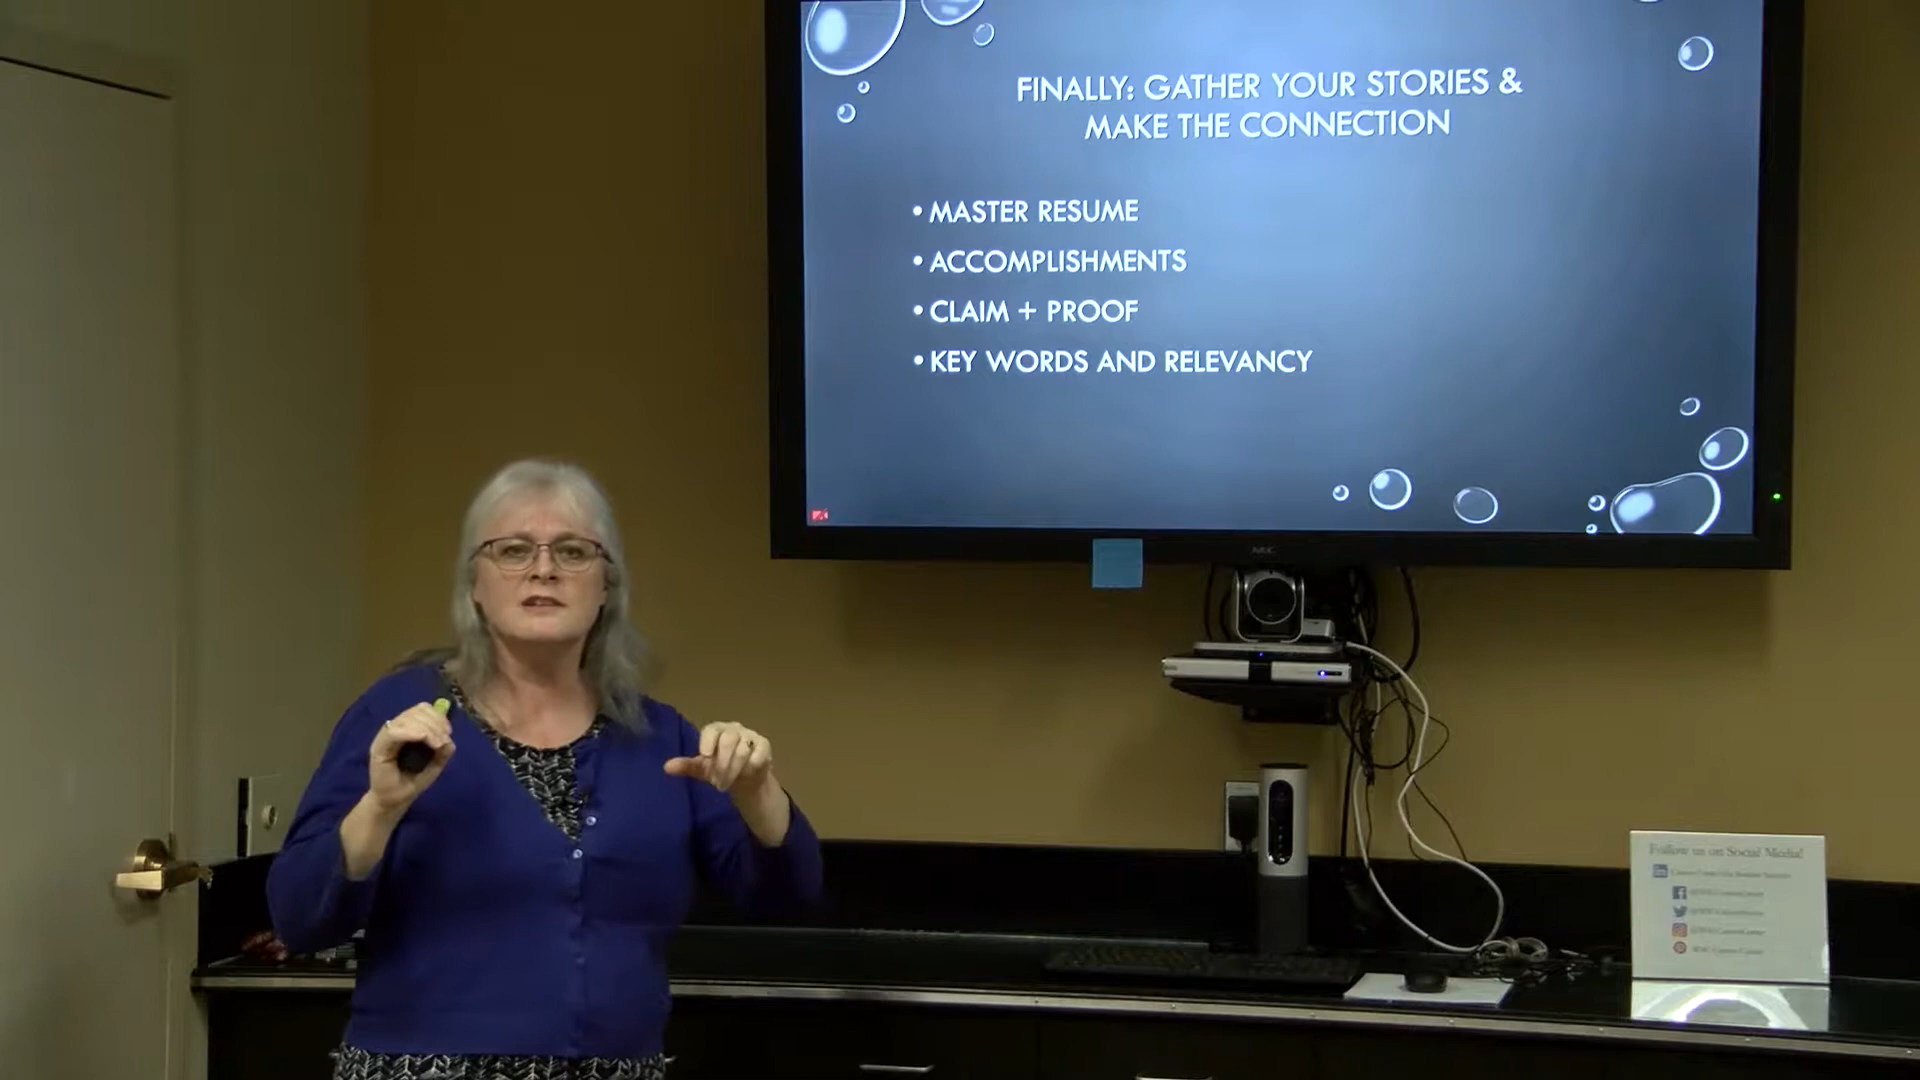 FINALLY: GATHER YOUR STORIES &
MAKE THE CONNECTION
• MASTER RESUME
• ACCOMPLISHMENTS
• CLAIM + PROOF
• KEY WORDS AND RELEVANCY
NEC
Follow us on Social Media!